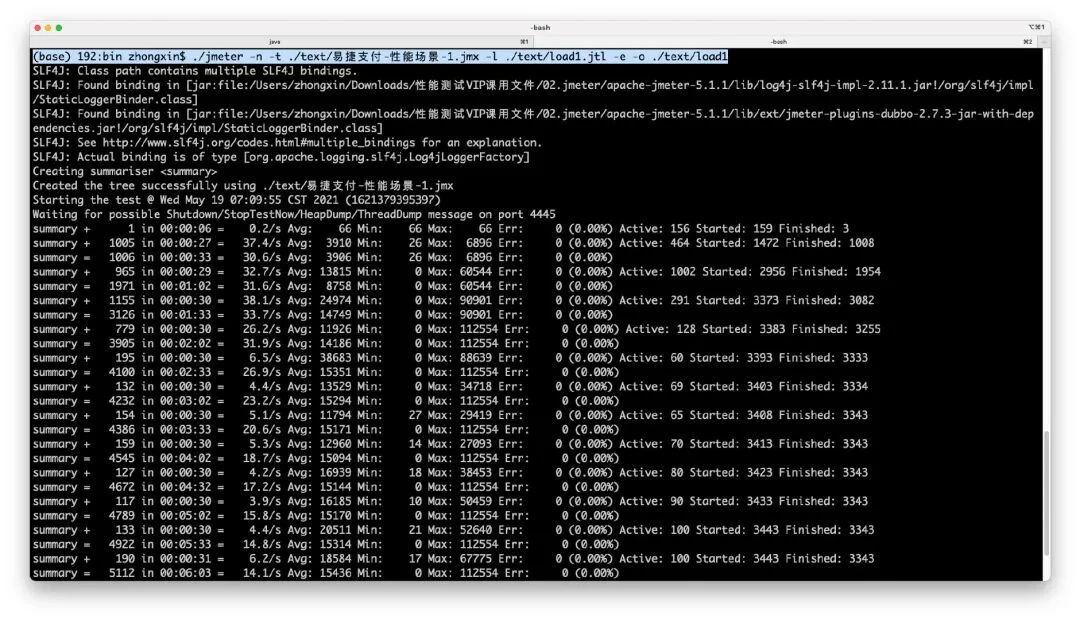 -bash
⌥⌘1
java ⌘1 -bash ⌘2
(base) 192:bin zhongxin$ ./jmeter -n -t ./text/易捷支付-性能场景-1.jmx -l ./text/load1.jtl -e -o ./text/load1
SLF4J: Class path contains multiple SLF4J bindings.
SLF4J: Found binding in [jar:file:/Users/zhongxin/Downloads/性能测试VIP课用文件/02.jmeter/apache-jmeter-5.1.1/lib/log4j-slf4j-impl-2.11.1.jar!/org/slf4j/impl
/StaticLoggerBinder.class]
SLF4J: Found binding in [jar:file:/Users/zhongxin/Downloads/性能测试VIP课用文件/02.jmeter/apache-jmeter-5.1.1/lib/ext/jmeter-plugins-dubbo-2.7.3-jar-with-dep
endencies.jar!/org/slf4j/impl/StaticLoggerBinder.class]
SLF4J: See http://www.slf4j.org/codes.html#multiple_bindings for an explanation.
SLF4J: Actual binding is of type [org.apache.logging.slf4j.Log4jLoggerFactory]
Creating summariser <summary>
Created the tree successfully using ./text/易捷支付-性能场景-1.jmx
Starting the test @ Wed May 19 07:09:55 CST 2021 (1621379395397)
Waiting for possible Shutdown/StopTestNow/HeapDump/ThreadDump message on port 4445
summary + 1 in 00:00:06 = 0.2/s Avg: 66 Min: 66 Max: 66 Err: 0 (0.00%) Active: 156 Started: 159 Finished: 3
summary + 1005 in 00:00:27 = 37.4/s Avg: 3910 Min: 26 Max: 6896 Err: 0 (0.00%) Active: 464 Started: 1472 Finished: 1008
summary = 1006 in 00:00:33 = 30.6/s Avg: 3906 Min: 26 Max: 6896 Err: 0 (0.00%)
summary + 965 in 00:00:29 = 32.7/s Avg: 13815 Min: 0 Max: 60544 Err: 0 (0.00%) Active: 1002 Started: 2956 Finished: 1954
summary = 1971 in 00:01:02 = 31.6/s Avg: 8758 Min: 0 Max: 60544 Err: 0 (0.00%)
summary + 1155 in 00:00:30 = 38.1/s Avg: 24974 Min: 0 Max: 90901 Err: 0 (0.00%) Active: 291 Started: 3373 Finished: 3082
summary = 3126 in 00:01:33 = 33.7/s Avg: 14749 Min: 0 Max: 90901 Err: 0 (0.00%)
summary + 779 in 00:00:30 = 26.2/s Avg: 11926 Min: 0 Max: 112554 Err: 0 (0.00%) Active: 128 Started: 3383 Finished: 3255
summary = 3905 in 00:02:02 = 31.9/s Avg: 14186 Min: 0 Max: 112554 Err: 0 (0.00%)
summary + 195 in 00:00:30 = 6.5/s Avg: 38683 Min: 0 Max: 88639 Err: 0 (0.00%) Active: 60 Started: 3393 Finished: 3333
summary = 4100 in 00:02:33 = 26.9/s Avg: 15351 Min: 0 Max: 112554 Err: 0 (0.00%)
summary + 132 in 00:00:30 = 4.4/s Avg: 13529 Min: 0 Max: 34718 Err: 0 (0.00%) Active: 69 Started: 3403 Finished: 3334
summary = 4232 in 00:03:02 = 23.2/s Avg: 15294 Min: 0 Max: 112554 Err: 0 (0.00%)
summary + 154 in 00:00:30 = 5.1/s Avg: 11794 Min: 27 Max: 29419 Err: 0 (0.00%) Active: 65 Started: 3408 Finished: 3343
summary = 4386 in 00:03:33 = 20.6/s Avg: 15171 Min: 0 Max: 112554 Err: 0 (0.00%)
summary + 159 in 00:00:30 = 5.3/s Avg: 12960 Min: 14 Max: 27093 Err: 0 (0.00%) Active: 70 Started: 3413 Finished: 3343
summary = 4545 in 00:04:02 = 18.7/s Avg: 15094 Min: 0 Max: 112554 Err: 0 (0.00%)
summary + 127 in 00:00:30 = 4.2/s Avg: 16939 Min: 18 Max: 38453 Err: 0 (0.00%) Active: 80 Started: 3423 Finished: 3343
summary = 4672 in 00:04:32 = 17.2/s Avg: 15144 Min: 0 Max: 112554 Err: 0 (0.00%)
summary + 117 in 00:00:30 = 3.9/s Avg: 16185 Min: 10 Max: 50459 Err: 0 (0.00%) Active: 90 Started: 3433 Finished: 3343
summary = 4789 in 00:05:02 = 15.8/s Avg: 15170 Min: 0 Max: 112554 Err: 0 (0.00%)
summary + 133 in 00:00:30 = 4.4/s Avg: 20511 Min: 21 Max: 52640 Err: 0 (0.00%) Active: 100 Started: 3443 Finished: 3343
summary = 4922 in 00:05:33 = 14.8/s Avg: 15314 Min: 0 Max: 112554 Err: 0 (0.00%)
summary + 190 in 00:00:31 = 6.2/s Avg: 18584 Min: 17 Max: 67775 Err: 0 (0.00%) Active: 100 Started: 3443 Finished: 3343
summary = 5112 in 00:06:03 = 14.1/s Avg: 15436 Min: 0 Max: 112554 Err: 0 (0.00%)